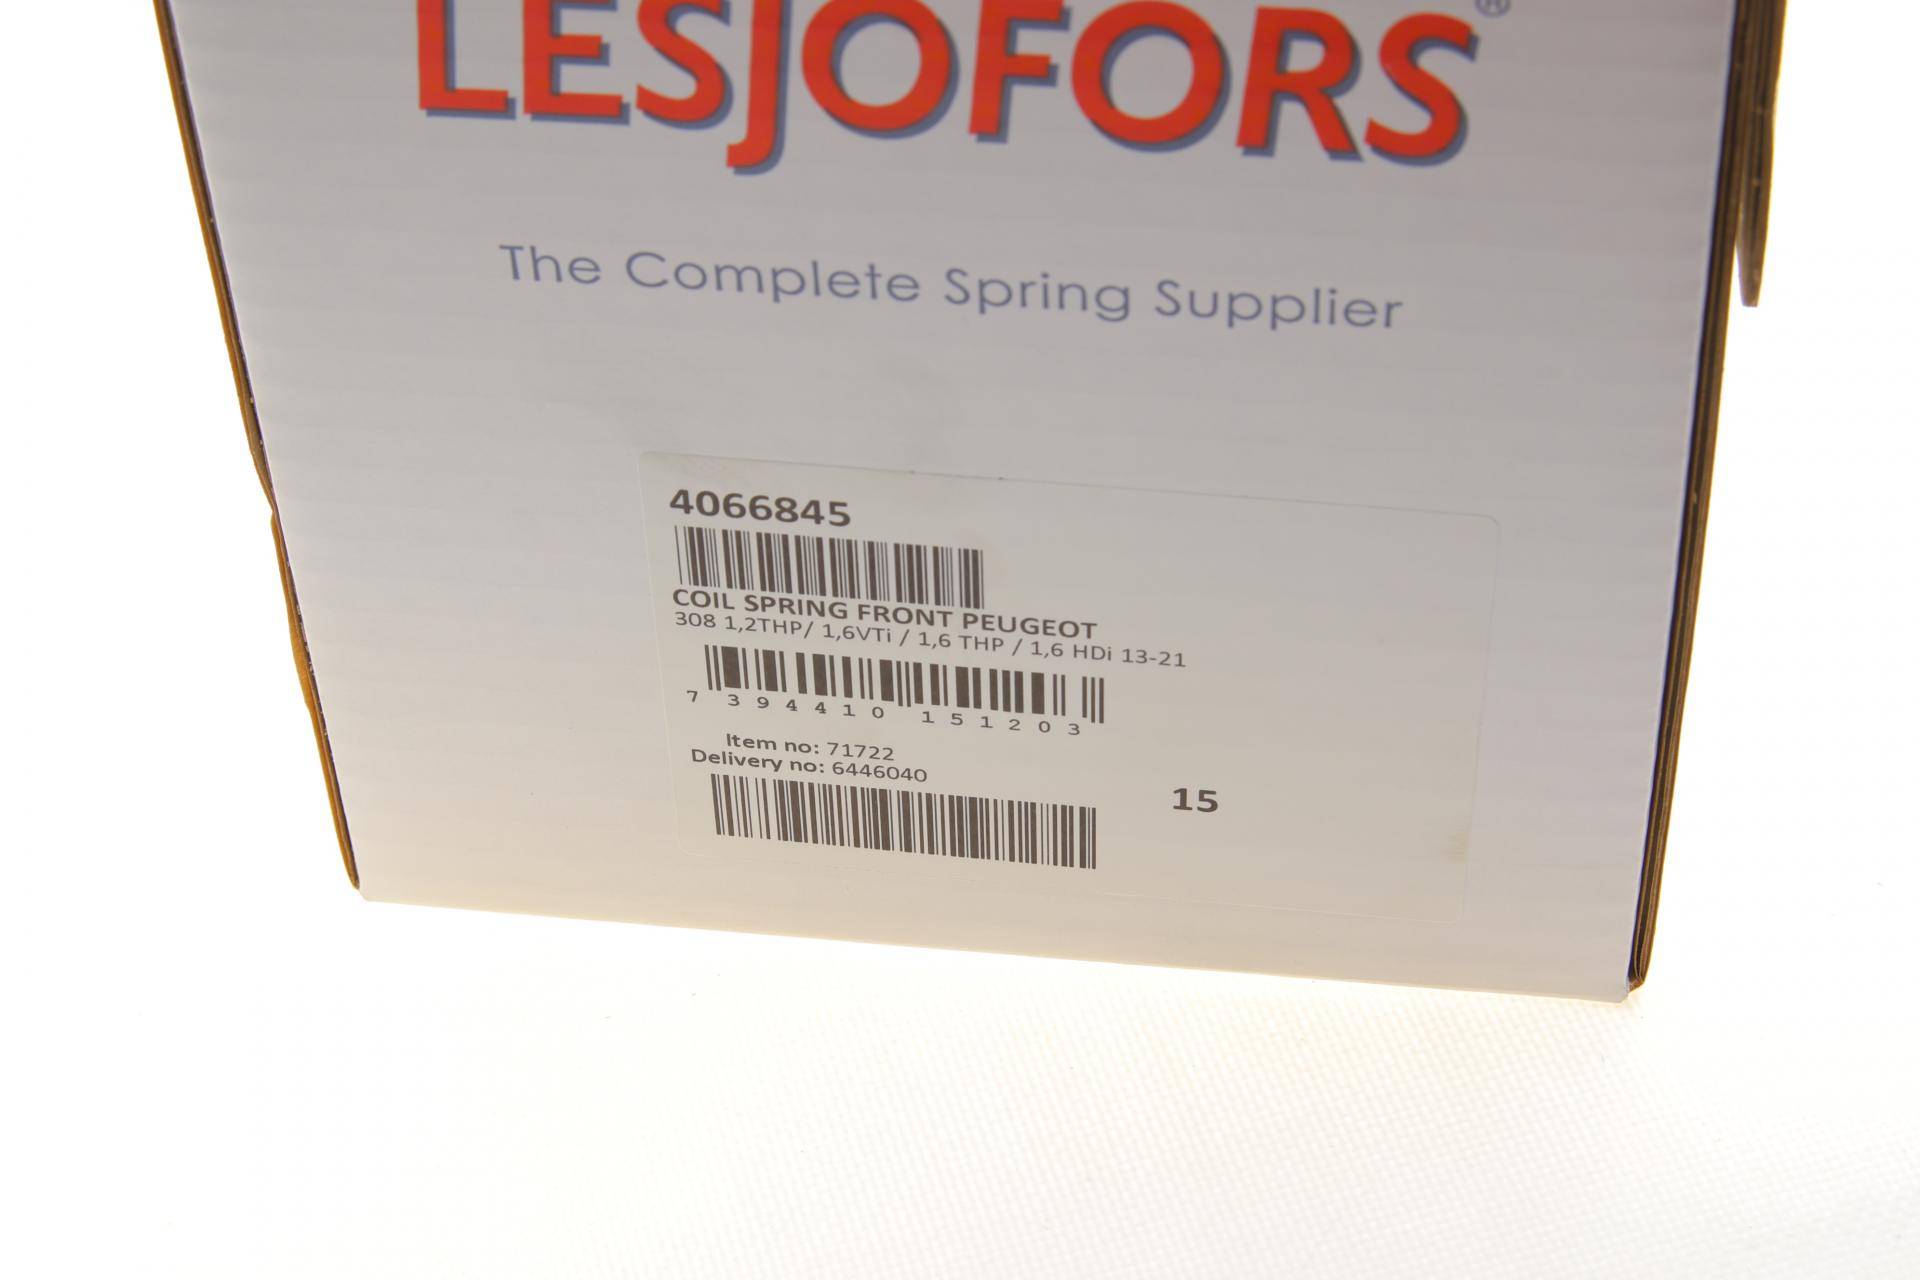 LESJOFORS®
The Complete Spring Supplier
4066845
COIL SPRING FRONT PEUGEOT
308 1,2THP/ 1,6VTi / 1,6 THP / 1,6 HDi 13-21
7 394410 151203
Item no: 71722
Delivery no: 6446040
15